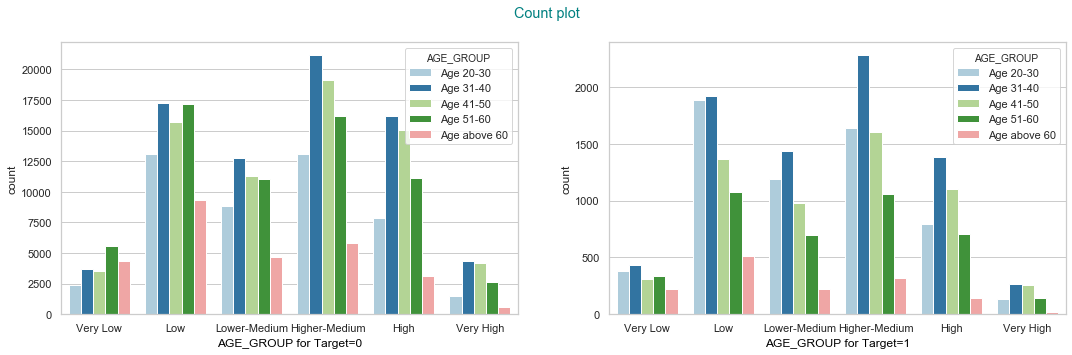 Count plot
AGE_GROUP
Age 20-30
Age 31-40
Age 41-50
Age 51-60
Age above 60
20000
17500
15000
12500
10000
7500
5000
2500
0
count
Very Low Low Lower-Medium Higher-Medium High Very High
AGE_GROUP for Target=0
AGE_GROUP
Age 20-30
Age 31-40
Age 41-50
Age 51-60
Age above 60
2000
1500
1000
500
0
count
Very Low Low Lower-Medium Higher-Medium High Very High
AGE_GROUP for Target=1